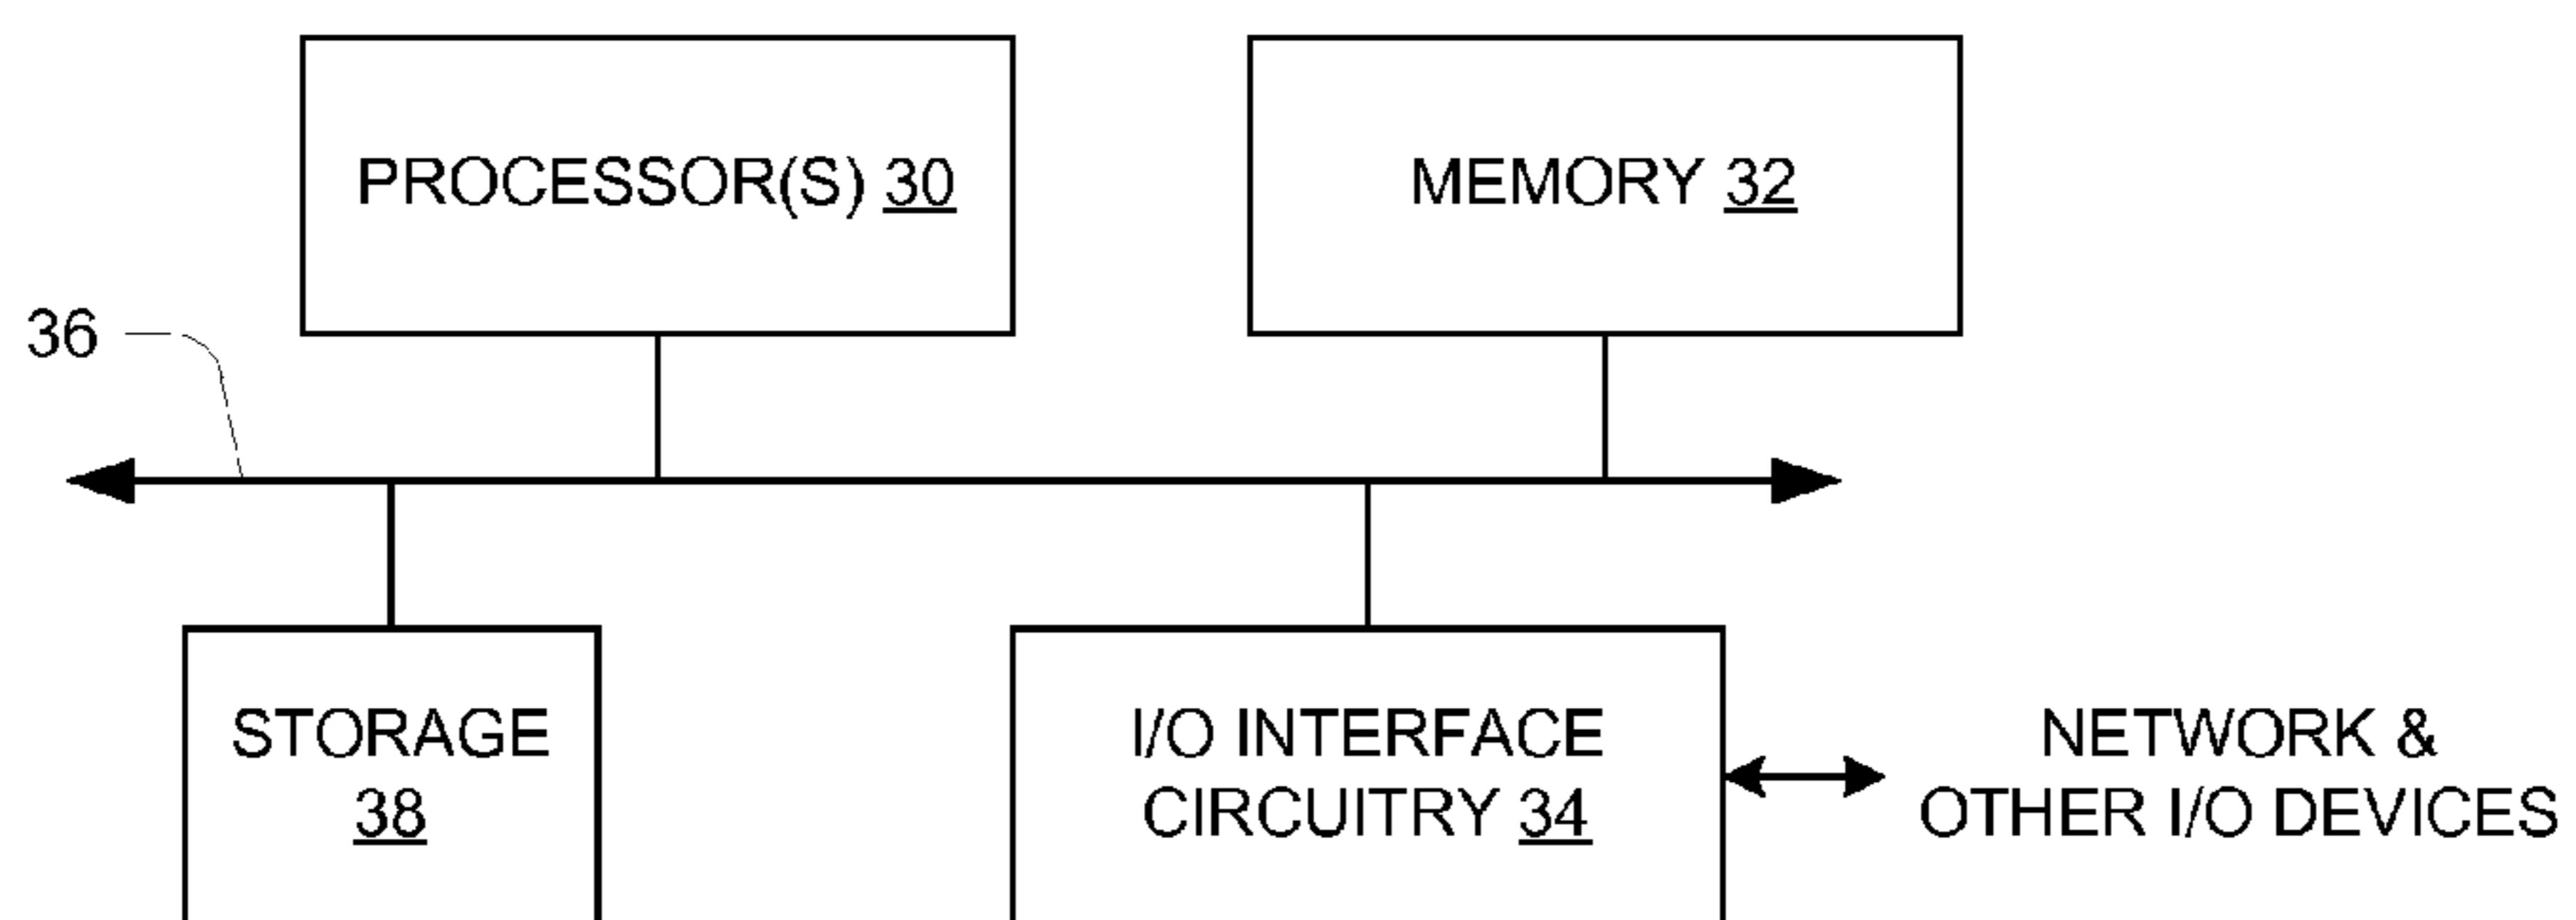 PROCESSOR(S) 30
MEMORY 32
36
STORAGE
38
I/O INTERFACE
CIRCUITRY 34
NETWORK &
OTHER I/O DEVICES